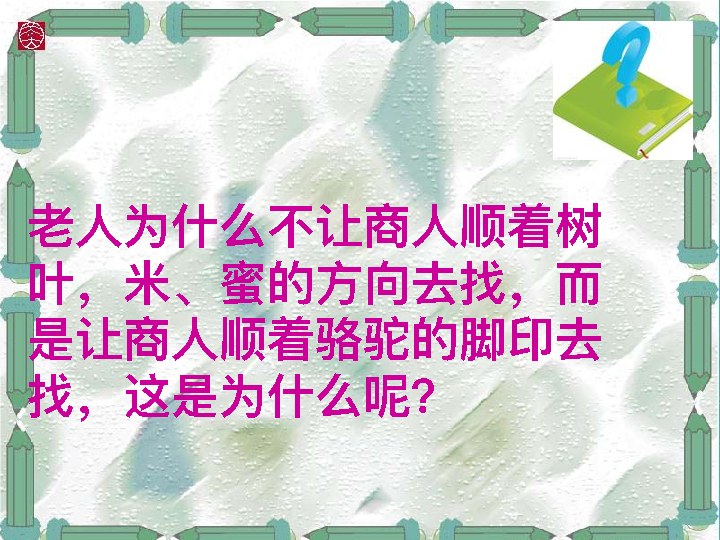 老人为什么不让商人顺着树
叶，米、蜜的方向去找，而
是让商人顺着骆驼的脚印去
找，这是为什么呢?